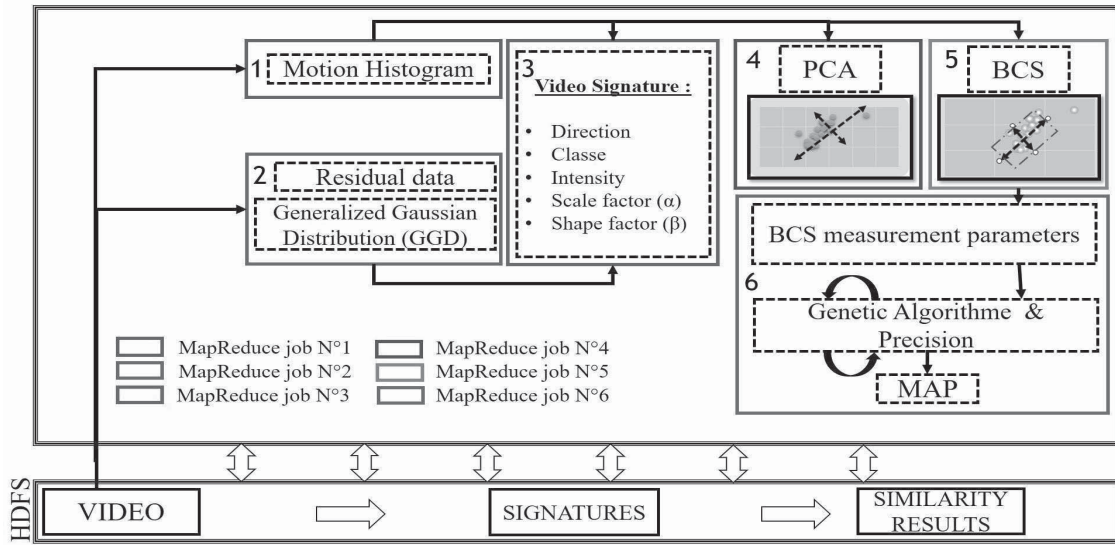 1
Motion Histogram
2
Residual data
Generalized Gaussian
Distribution (GGD)
3
Video Signature :
• Direction
• Classe
• Intensity
• Scale factor (α)
• Shape factor (β)
4
PCA
5
BCS
6
BCS measurement parameters
Genetic Algorithme &
Precision
MAP
MapReduce job N°1
MapReduce job N°2
MapReduce job N°3
MapReduce job N°4
MapReduce job N°5
MapReduce job N°6
HDFS
VIDEO
SIGNATURES
SIMILARITY
RESULTS